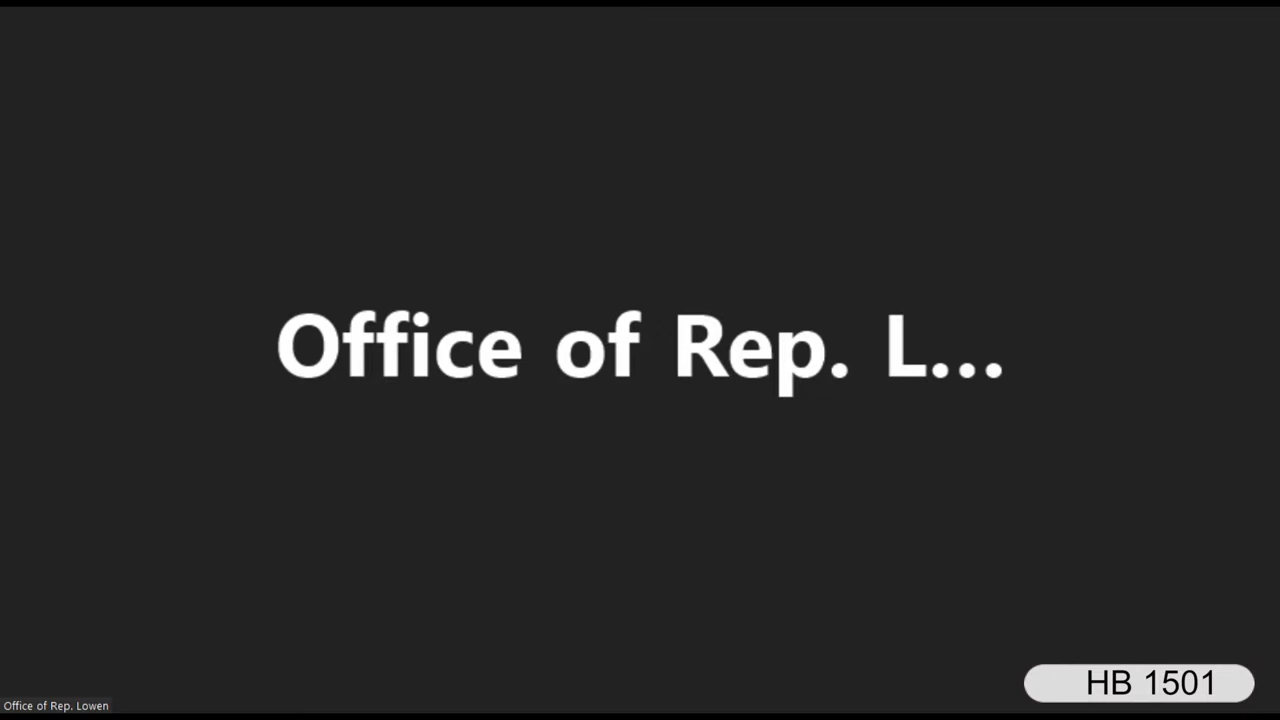 Office of Rep. L...
HB 1501
Office of Rep. Lowen